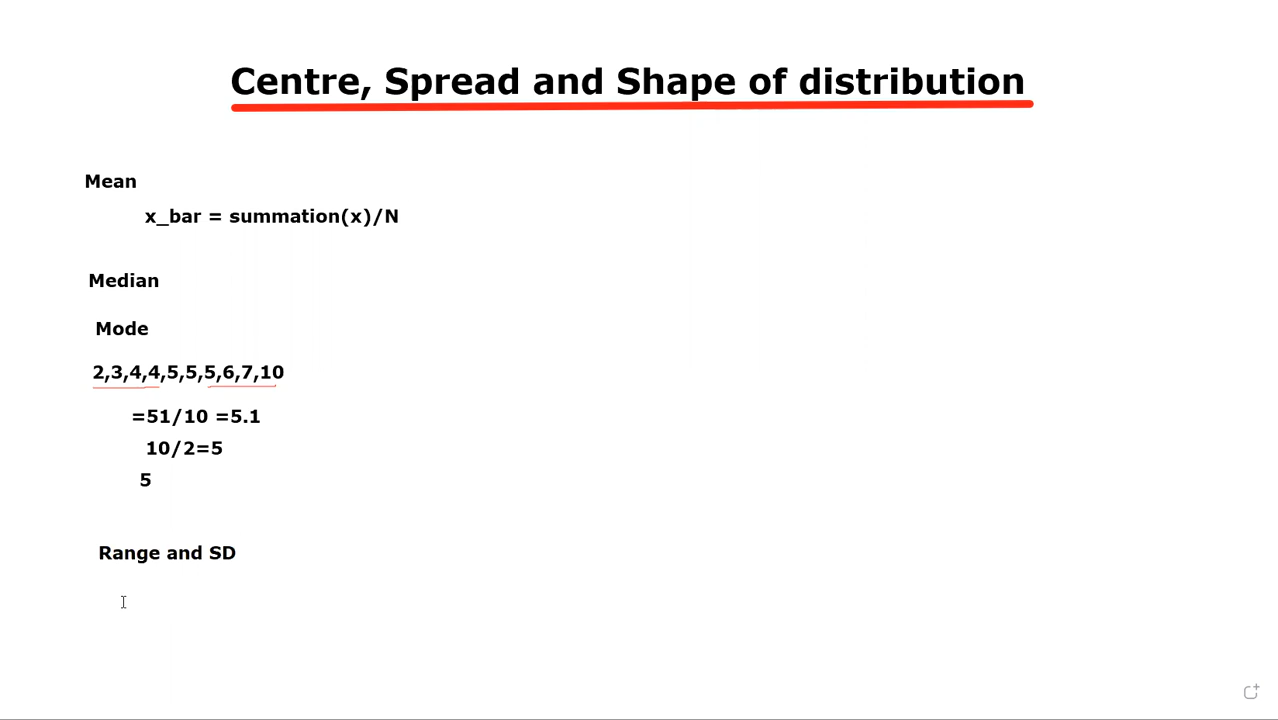 Centre, Spread and Shape of distribution
Mean
x_bar = summation(x)/N
Median
Mode
2,3,4,4,5,5,5,6,7,10
=51/10 =5.1
10/2=5
5
Range and SD